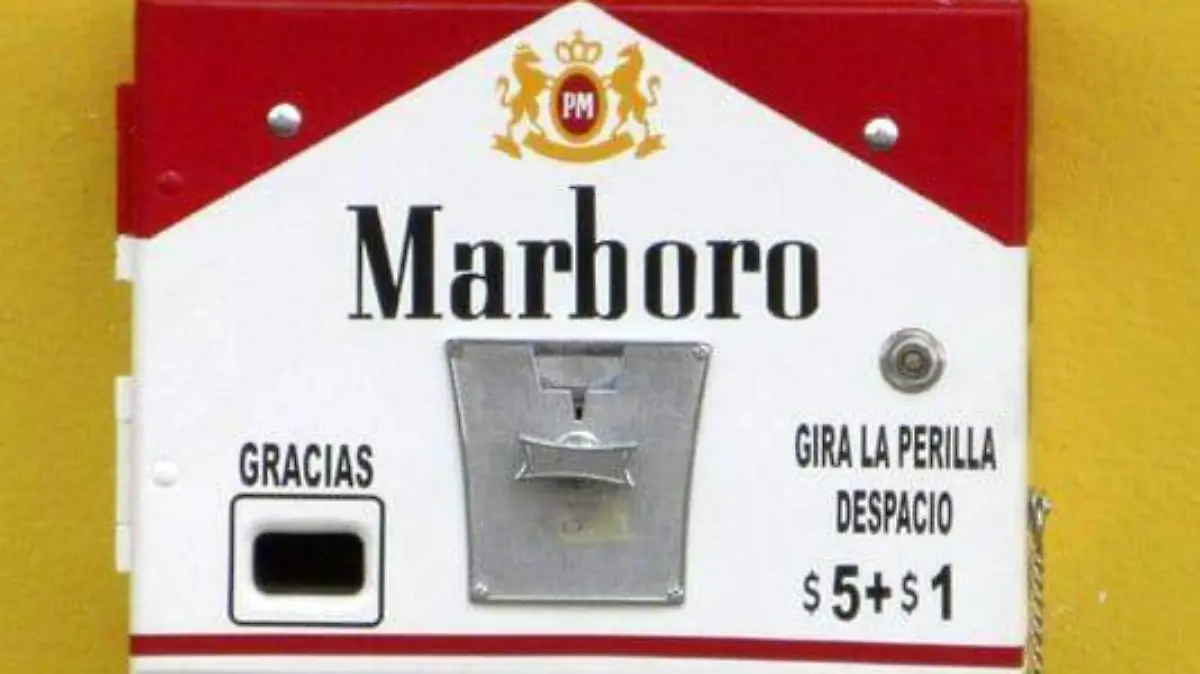 PM
Marboro
GRACIAS
GIRA LA PERILLA
DESPACIO
$5+$1